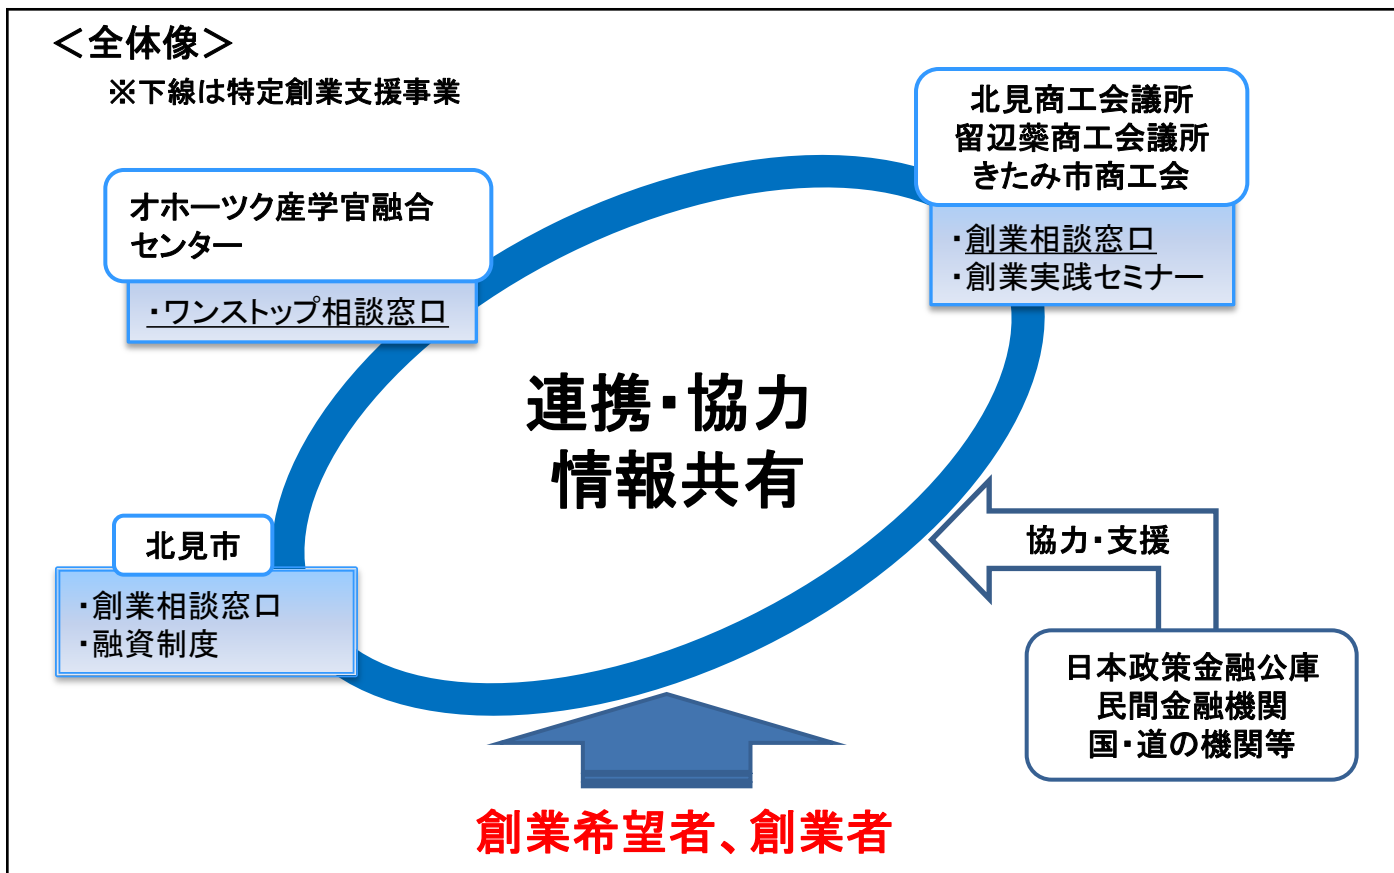 ＜全体像＞
※下線は特定創業支援事業
北見商工会議所
留辺蘂商工会議所
きたみ市商工会
・創業相談窓口
・創業実践セミナー
オホーツク産学官融合
センター
・ワンストップ相談窓口
連携・協力
情報共有
北見市
・創業相談窓口
・融資制度
協力・支援
日本政策金融公庫
民間金融機関
国・道の機関等
創業希望者、創業者